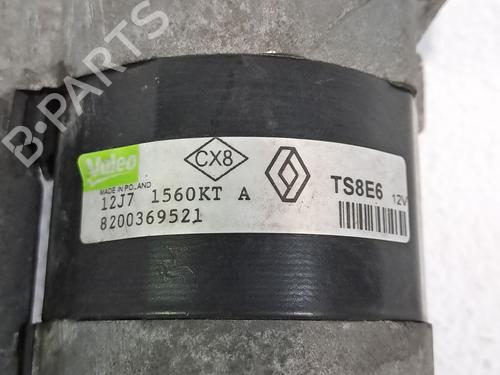 B-PARTS
Valeo
MADE IN POLAND
CX8
12J7 1560KT A
8200369521
TS8E6 12V